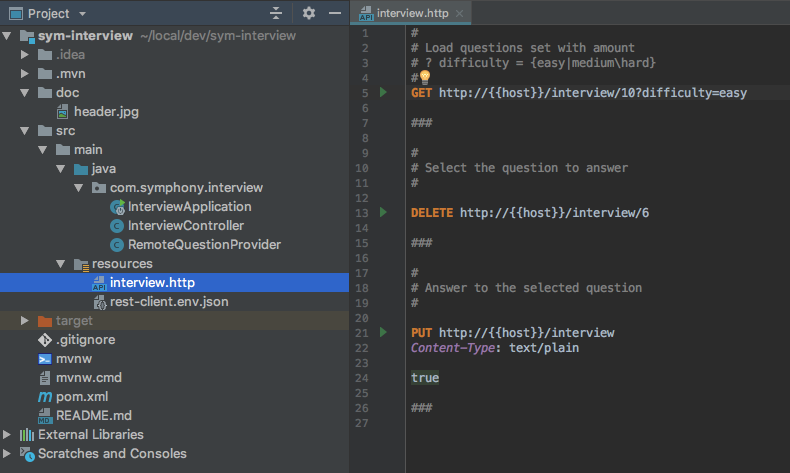 Project
sym-interview ~/local/dev/sym-interview
.idea
.mvn
doc
header.jpg
src
main
java
com.symphony.interview
InterviewApplication
InterviewController
RemoteQuestionProvider
resources
interview.http
rest-client.env.json
target
.gitignore
mvnw
mvnw.cmd
pom.xml
README.md
External Libraries
Scratches and Consoles
interview.http
1 #
2 # Load questions set with amount
3 # ? difficulty = {easy|medium\hard}
4 #
5 GET http://{{host}}/interview/10?difficulty=easy
6
7 ###
8
9 #
10 # Select the question to answer
11 #
12
13 DELETE http://{{host}}/interview/6
14
15 ###
16
17 #
18 # Answer to the selected question
19 #
20
21 PUT http://{{host}}/interview
22 Content-Type: text/plain
23
24 true
25
26 ###
27